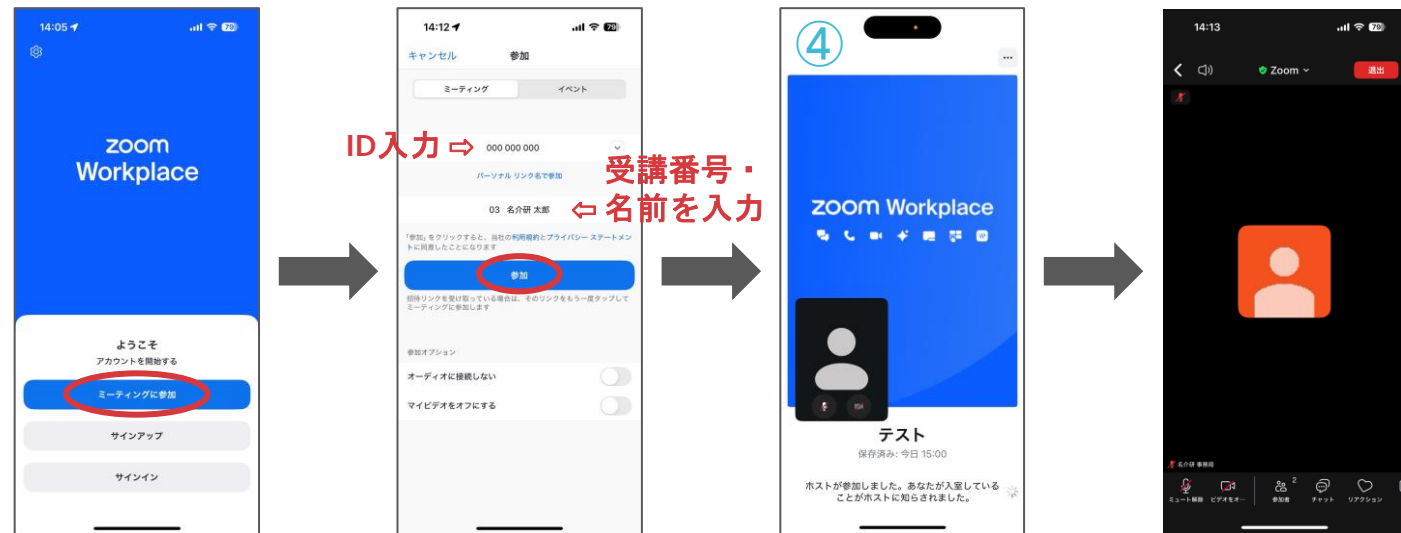 14:05
79
zoom
Workplace
ようこそ
アカウントを開始する
ミーティングに参加
サインアップ
サインイン
14:12
79
キャンセル
参加
ミーティング
イベント
ID入力 ⇨
000 000 000
パーソナル リンク名で参加
受講番号・
03 名介研 太郎
⇦ 名前を入力
「参加」をクリックすると、当社の利用規約とプライバシー ステートメン
トに同意したことになります
参加
招待リンクを受け取っている場合は、そのリンクをもう一度タップして
ミーティングに参加します
参加オプション
オーディオに接続しない
マイビデオをオフにする
④
zoom Workplace
テスト
保存済み: 今日 15:00
ホストが参加しました。あなたが入室している
ことがホストに知らされました。
14:13
79
Zoom
退出
名介研 事務局
ミュート解除
ビデオをオ…
2
参加者
チャット
リアクション